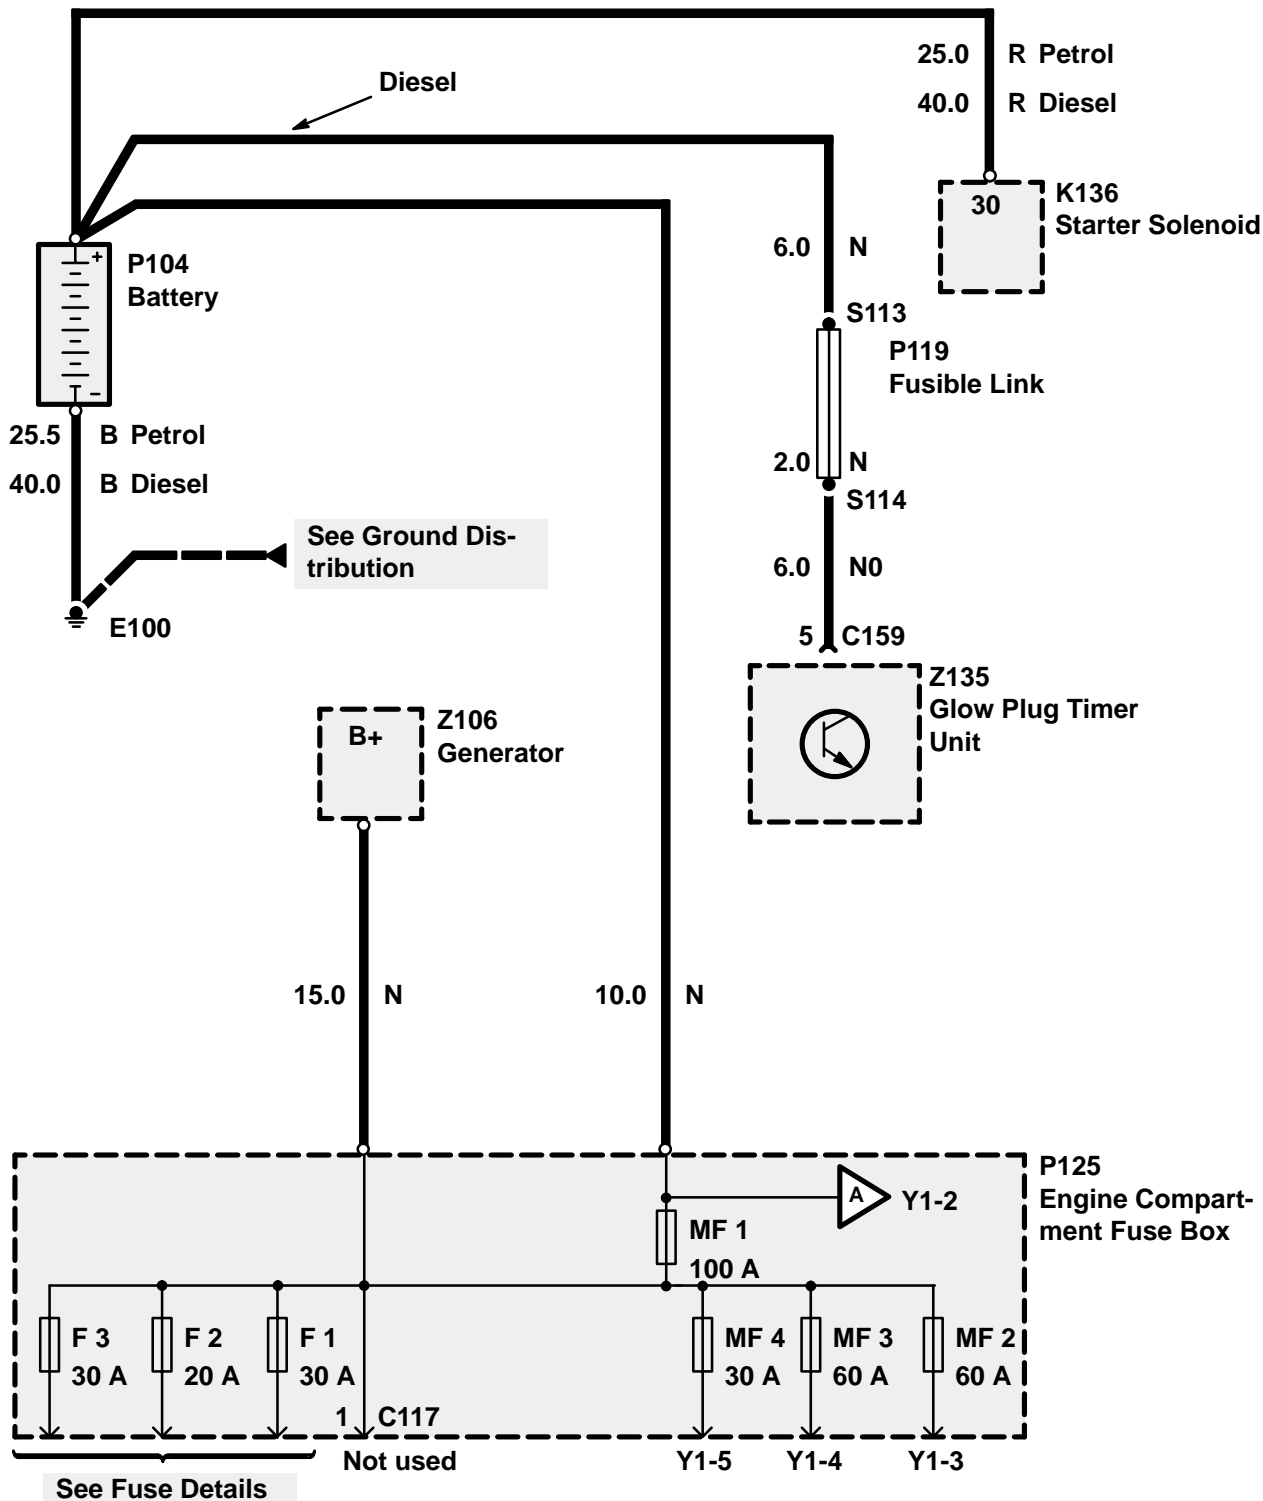 25.0 R Petrol
40.0 R Diesel
Diesel
30
K136
Starter Solenoid
6.0 N
+
P104
Battery
−
S113
P119
Fusible Link
25.5 B Petrol
40.0 B Diesel
2.0 N
S114
See Ground Dis-
tribution
6.0 N0
E100
5 C159
Z135
Glow Plug Timer
Unit
B+
Z106
Generator
15.0 N
10.0 N
P125
Engine Compart-
ment Fuse Box
A
Y1-2
MF 1
100 A
F 3
30 A
F 2
20 A
F 1
30 A
MF 4
30 A
MF 3
60 A
MF 2
60 A
1 C117
Not used
Y1-5
Y1-4
Y1-3
See Fuse Details